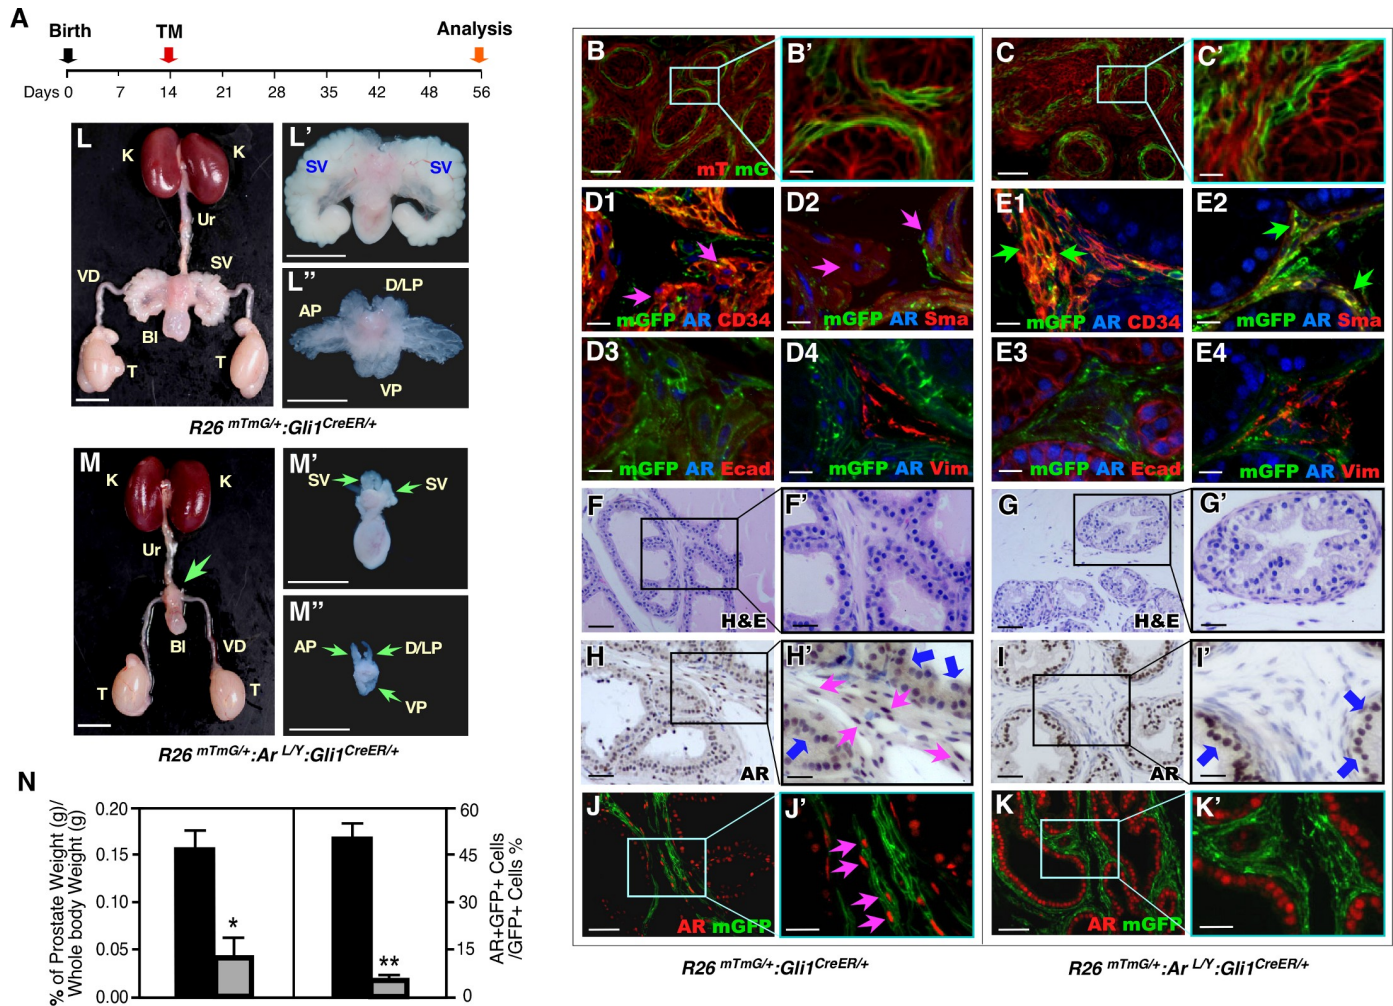 A
Birth TM Analysis
Days 0 7 14 21 28 35 42 48 56
L
K K
Ur
VD SV
Bl
T T
L’
SV SV
L”
D/LP
AP
VP
R26 mTmG/+:Gli1CreER/+
M
K K
Ur
Bl VD
T T
M’
SV SV
M”
AP D/LP
VP
R26 mTmG/+:Ar L/Y:Gli1CreER/+
N
% of Prostate Weight (g)/
Whole body Weight (g)
0.20
0.15
0.10
0.05
0.00
*
**
60
45
30
15
0
AR+GFP+ Cells
/GFP+ Cells %
B
mT mG
B’
C
C’
D1
mGFP AR CD34
D2
mGFP AR Sma
E1
mGFP AR CD34
E2
mGFP AR Sma
D3
mGFP AR Ecad
D4
mGFP AR Vim
E3
mGFP AR Ecad
E4
mGFP AR Vim
F
H&E
F’
G
H&E
G’
H
AR
H’
I
AR
I’
J
AR mGFP
J’
K
AR mGFP
K’
R26 mTmG/+:Gli1CreER/+
R26 mTmG/+:Ar L/Y:Gli1CreER/+